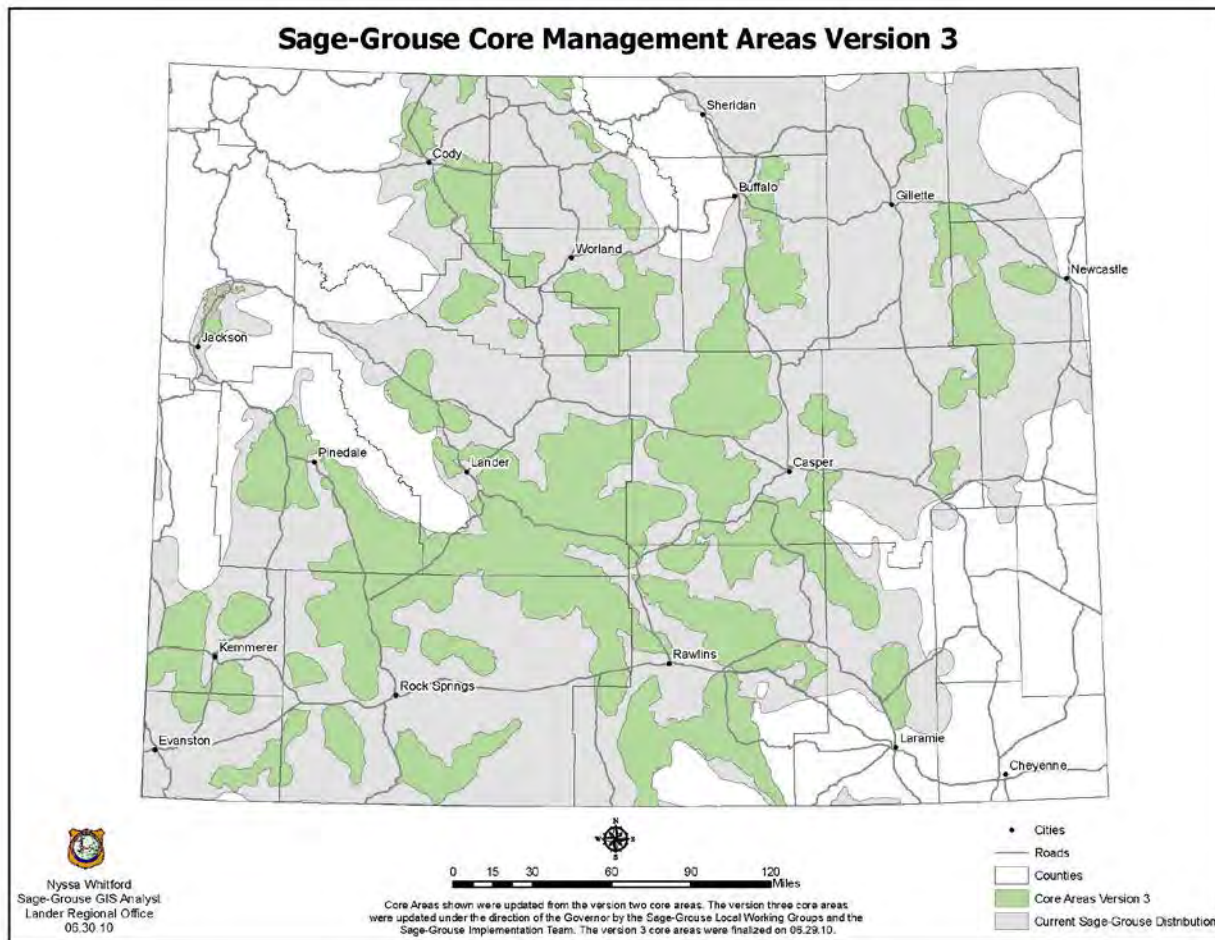 Sage-Grouse Core Management Areas Version 3
Sheridan
Cody
Buffalo
Gillette
Worland
Newcastle
Jackson
Pinedale
Lander
Casper
Kemmerer
Rawlins
Rock Springs
Evanston
Laramie
Cheyenne
N
W E
S
0 15 30 60 90 120
Miles
Nyssa Whitford
Sage-Grouse GIS Analyst
Lander Regional Office
06.30.10
Core Areas shown were updated from the version two core areas. The version three core areas
were updated under the direction of the Governor by the Sage-Grouse Local Working Groups and the
Sage-Grouse Implementation Team. The version 3 core areas were finalized on 06.29.10.
Cities
Roads
Counties
Core Areas Version 3
Current Sage-Grouse Distribution